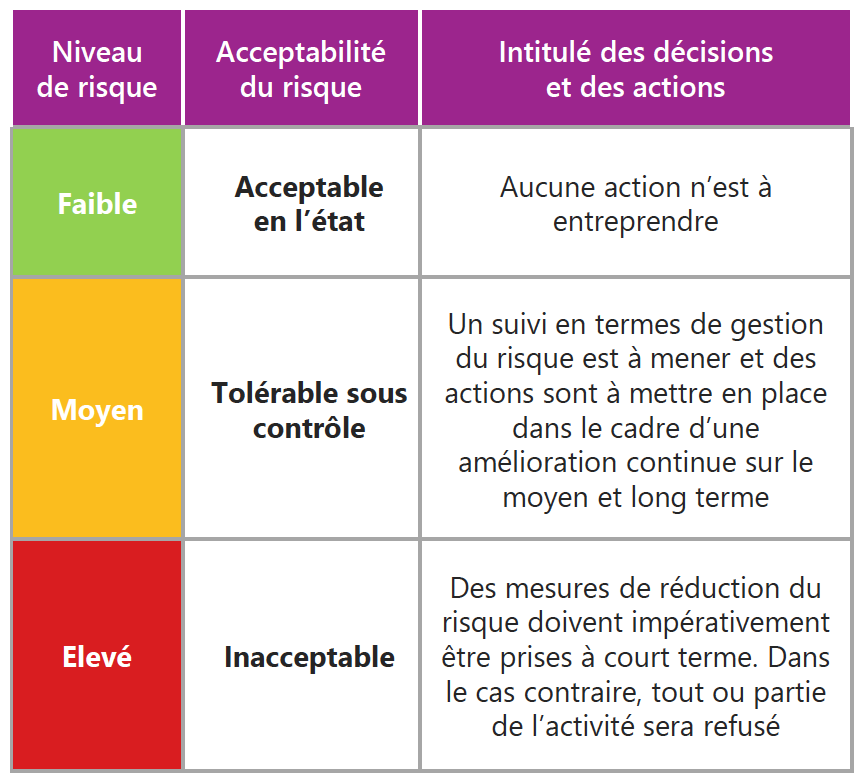 Niveau
de risque
Acceptabilité
du risque
Intitulé des décisions
et des actions
Faible
Acceptable
en l’état
Aucune action n’est à
entreprendre
Moyen
Tolérable sous
contrôle
Un suivi en termes de gestion
du risque est à mener et des
actions sont à mettre en place
dans le cadre d’une
amélioration continue sur le
moyen et long terme
Elevé
Inacceptable
Des mesures de réduction du
risque doivent impérativement
être prises à court terme. Dans
le cas contraire, tout ou partie
de l’activité sera refusé